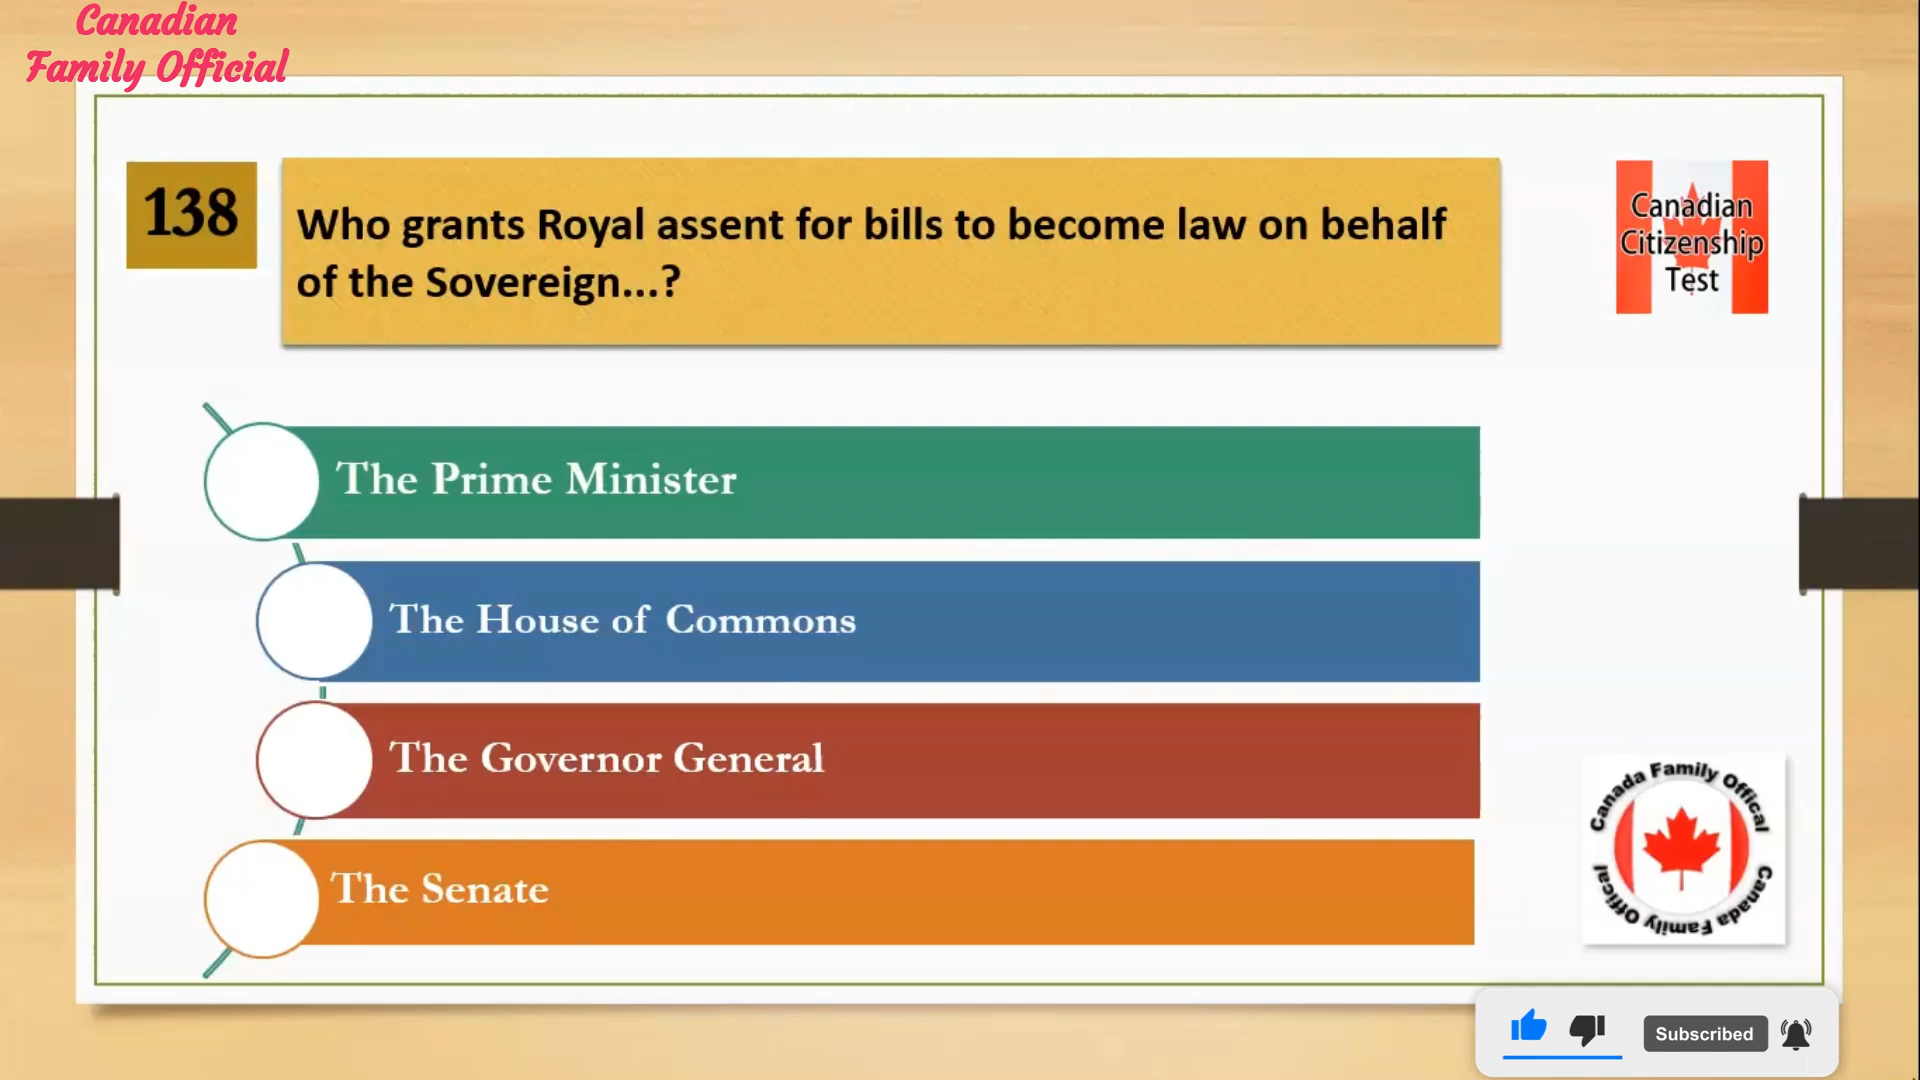 Canadian
Family Official
138
Who grants Royal assent for bills to become law on behalf
of the Sovereign...?
Canadian
Citizenship
Test
The Prime Minister
The House of Commons
The Governor General
The Senate
Canada Family Offical
Canada Family Offical
Subscribed